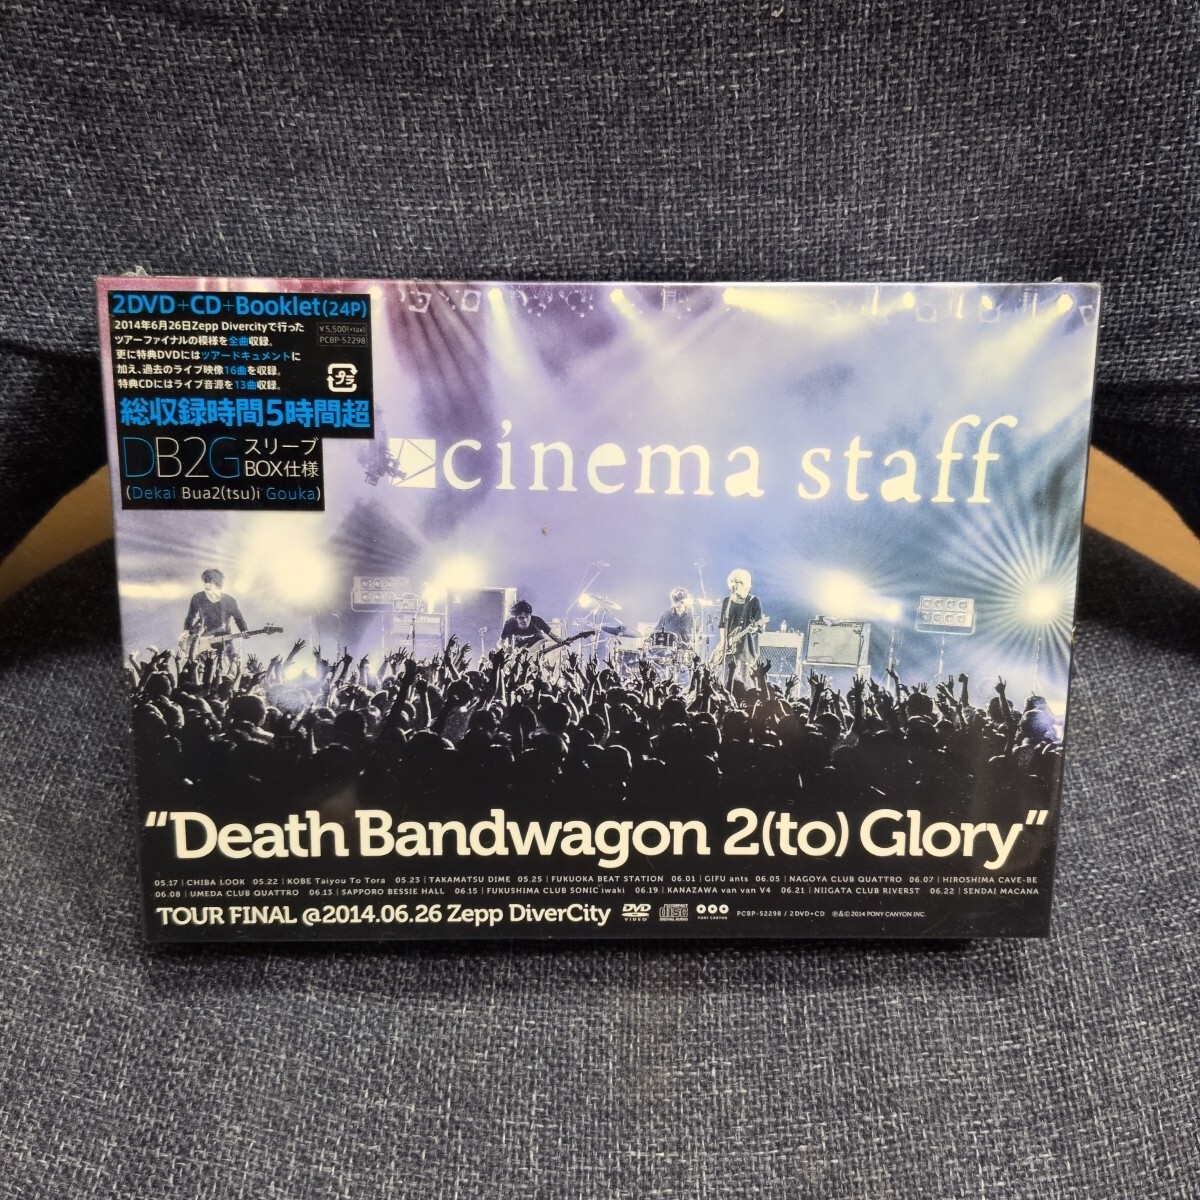 2DVD+CD+Booklet(24P)
2014年6月26日Zepp Divercityで行った
ツアーファイナルの模様を全曲収録。
¥5,500(+tax)
PCBP-52298
更に特典DVDにはツアードキュメントに
加え、過去のライブ映像16曲を収録。
特典CDにはライブ音源を13曲収録。
プラ
総収録時間5時間超
DB2G スリーブ
BOX仕様
(Dekai Bua2(tsu)i Gouka)
cinema staff
“Death Bandwagon 2(to) Glory”
05.17 | CHIBA LOOK 05.22 | KOBE Taiyou To Tora 05.23 | TAKAMATSU DIME 05.25 | FUKUOKA BEAT STATION 06.01 | GIFU ants 06.05 | NAGOYA CLUB QUATTRO 06.07 | HIROSHIMA CAVE-BE
06.08 | UMEDA CLUB QUATTRO 06.13 | SAPPORO BESSIE HALL 06.15 | FUKUSHIMA CLUB SONIC iwaki 06.19 | KANAZAWA van van V4 06.21 | NIIGATA CLUB RIVERST 06.22 | SENDAI MACANA
TOUR FINAL @2014.06.26 Zepp DiverCity DVD VIDEO COMPACT disc DIGITAL AUDIO PONY CANYON PCBP-52298 / 2DVD+CD ℗&© 2014 PONY CANYON INC.